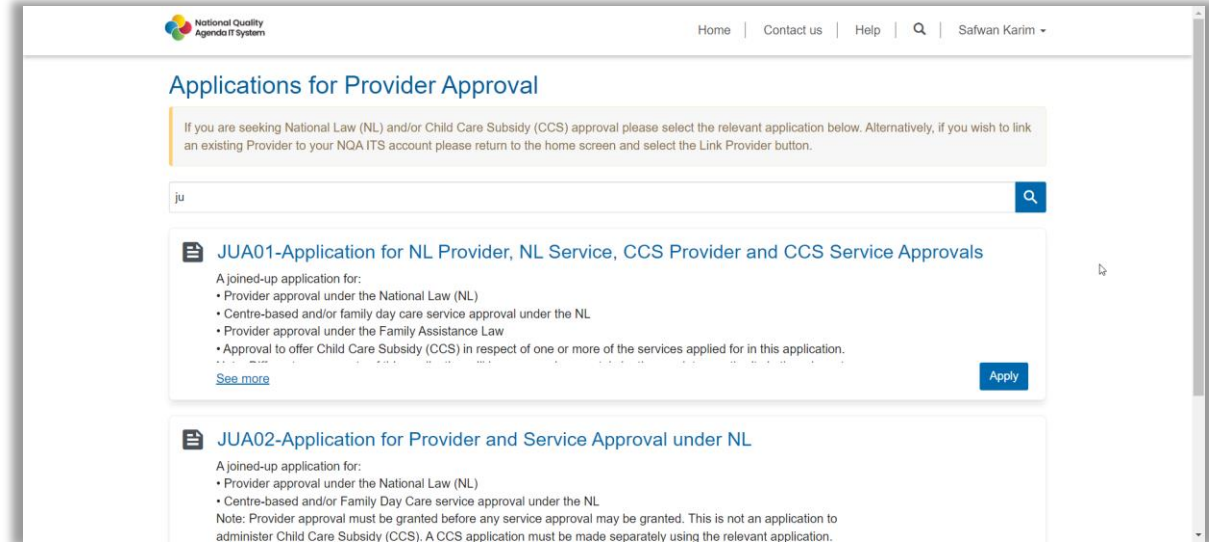 National Quality
Agenda IT System
Home
Contact us
Help
Safwan Karim
Applications for Provider Approval
If you are seeking National Law (NL) and/or Child Care Subsidy (CCS) approval please select the relevant application below. Alternatively, if you wish to link
an existing Provider to your NQA ITS account please return to the home screen and select the Link Provider button.
ju
JUA01-Application for NL Provider, NL Service, CCS Provider and CCS Service Approvals
A joined-up application for:
• Provider approval under the National Law (NL)
• Centre-based and/or family day care service approval under the NL
• Provider approval under the Family Assistance Law
• Approval to offer Child Care Subsidy (CCS) in respect of one or more of the services applied for in this application.
See more
Apply
JUA02-Application for Provider and Service Approval under NL
A joined-up application for:
• Provider approval under the National Law (NL)
• Centre-based and/or Family Day Care service approval under the NL
Note: Provider approval must be granted before any service approval may be granted. This is not an application to
administer Child Care Subsidy (CCS). A CCS application must be made separately using the relevant application.